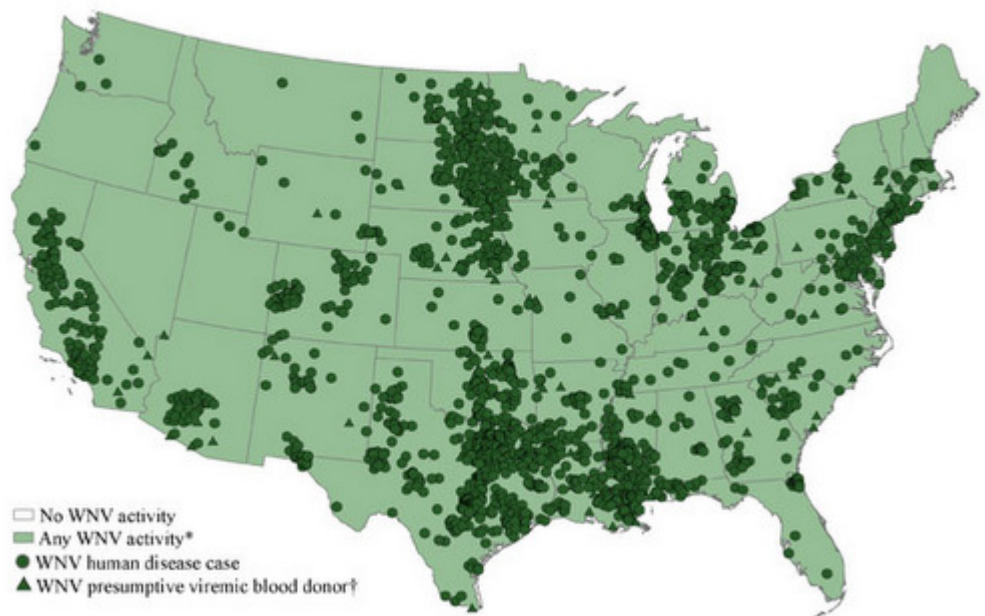 No WNV activity
Any WNV activity*
WNV human disease case
WNV presumptive viremic blood donor†